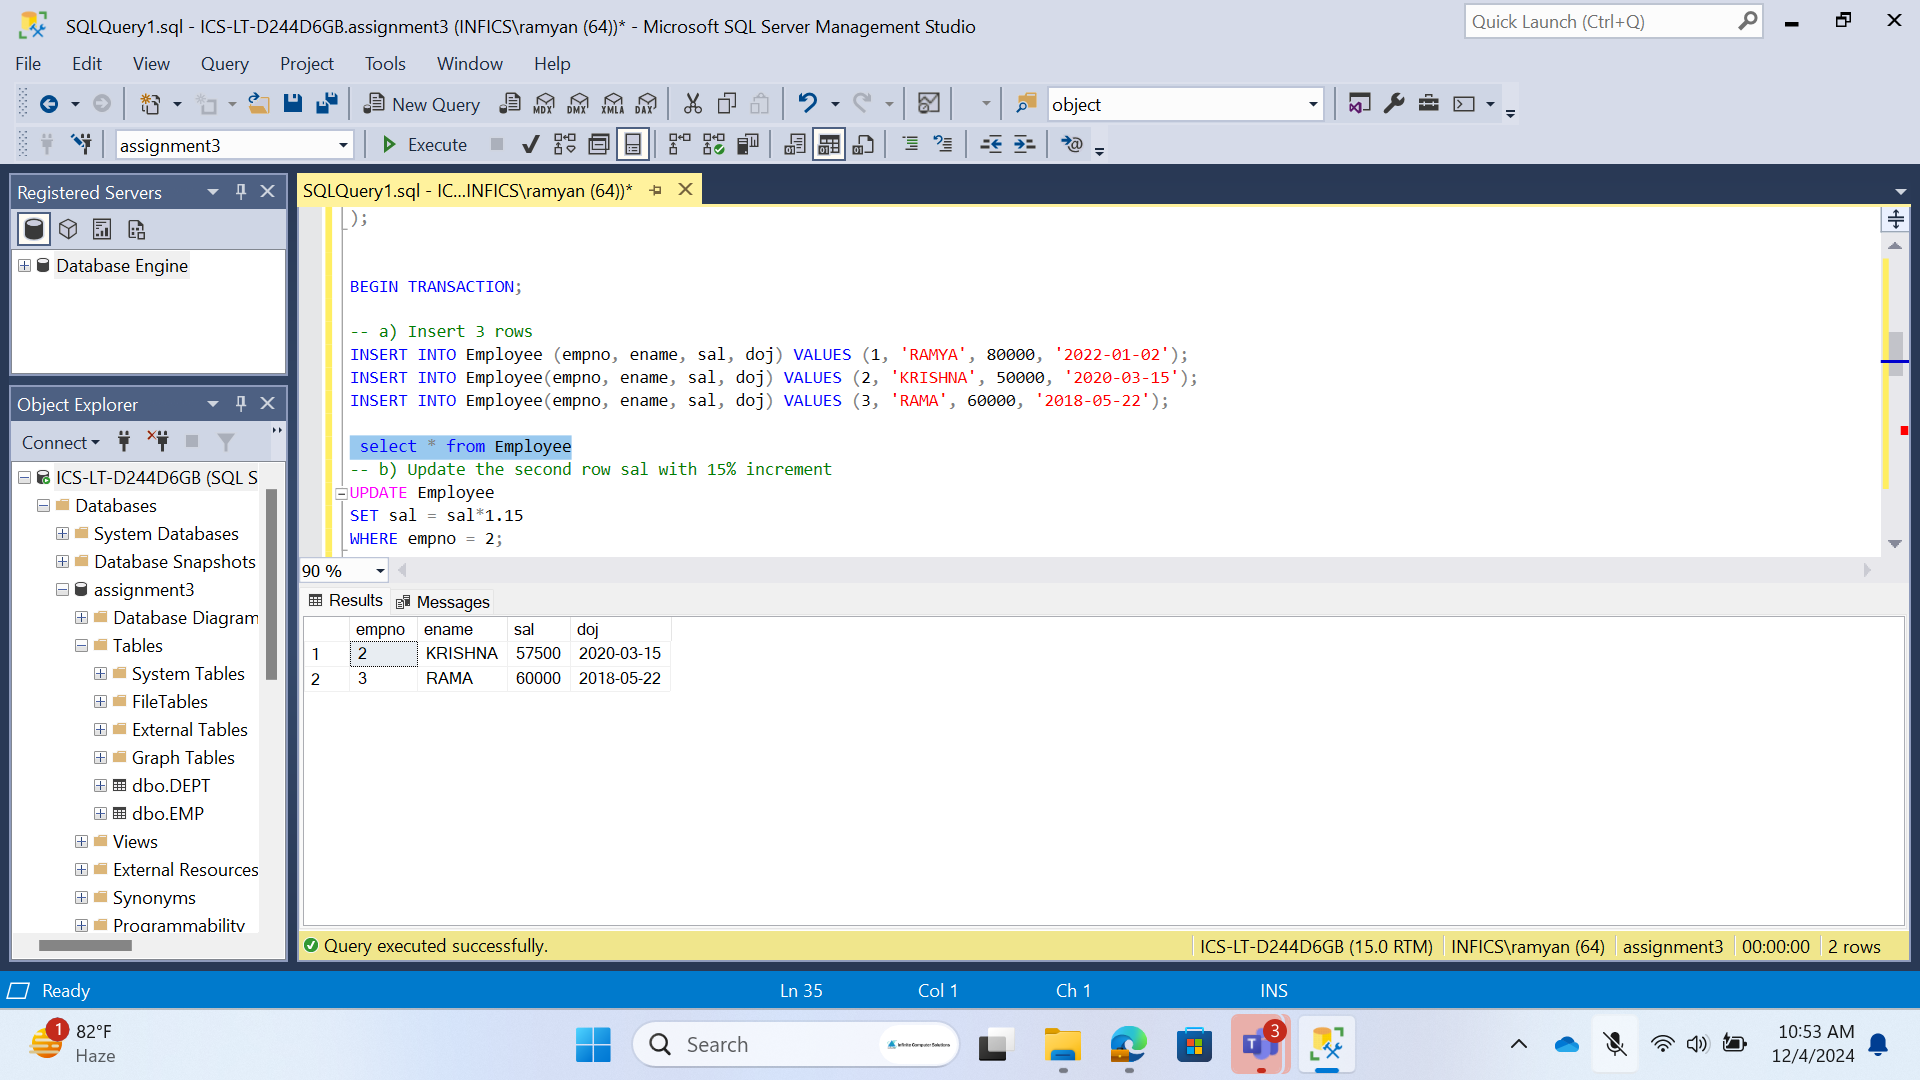 SQLQuery1.sql - ICS-LT-D244D6GB.assignment3 (INFICS\ramyan (64))* - Microsoft SQL Server Management Studio
Quick Launch (Ctrl+Q)
File Edit View Query Project Tools Window Help
New Query MDX DMX XMLA DAX object
assignment3 Execute
Registered Servers
Database Engine
Object Explorer
Connect
ICS-LT-D244D6GB (SQL S
Databases
System Databases
Database Snapshots
assignment3
Database Diagram
Tables
System Tables
FileTables
External Tables
Graph Tables
dbo.DEPT
dbo.EMP
Views
External Resources
Synonyms
Programmability
SQLQuery1.sql - IC...INFICS\ramyan (64))*
);
BEGIN TRANSACTION;
-- a) Insert 3 rows
INSERT INTO Employee (empno, ename, sal, doj) VALUES (1, 'RAMYA', 80000, '2022-01-02');
INSERT INTO Employee(empno, ename, sal, doj) VALUES (2, 'KRISHNA', 50000, '2020-03-15');
INSERT INTO Employee(empno, ename, sal, doj) VALUES (3, 'RAMA', 60000, '2018-05-22');
select * from Employee
-- b) Update the second row sal with 15% increment
UPDATE Employee
SET sal = sal*1.15
WHERE empno = 2;
90 %
Results Messages
empno ename sal doj
1 2 KRISHNA 57500 2020-03-15
2 3 RAMA 60000 2018-05-22
Query executed successfully. ICS-LT-D244D6GB (15.0 RTM) INFICS\ramyan (64) assignment3 00:00:00 2 rows
Ready Ln 35 Col 1 Ch 1 INS
1 82°F
Haze
Search
Infinite Computer Solutions
T 3
10:53 AM
12/4/2024